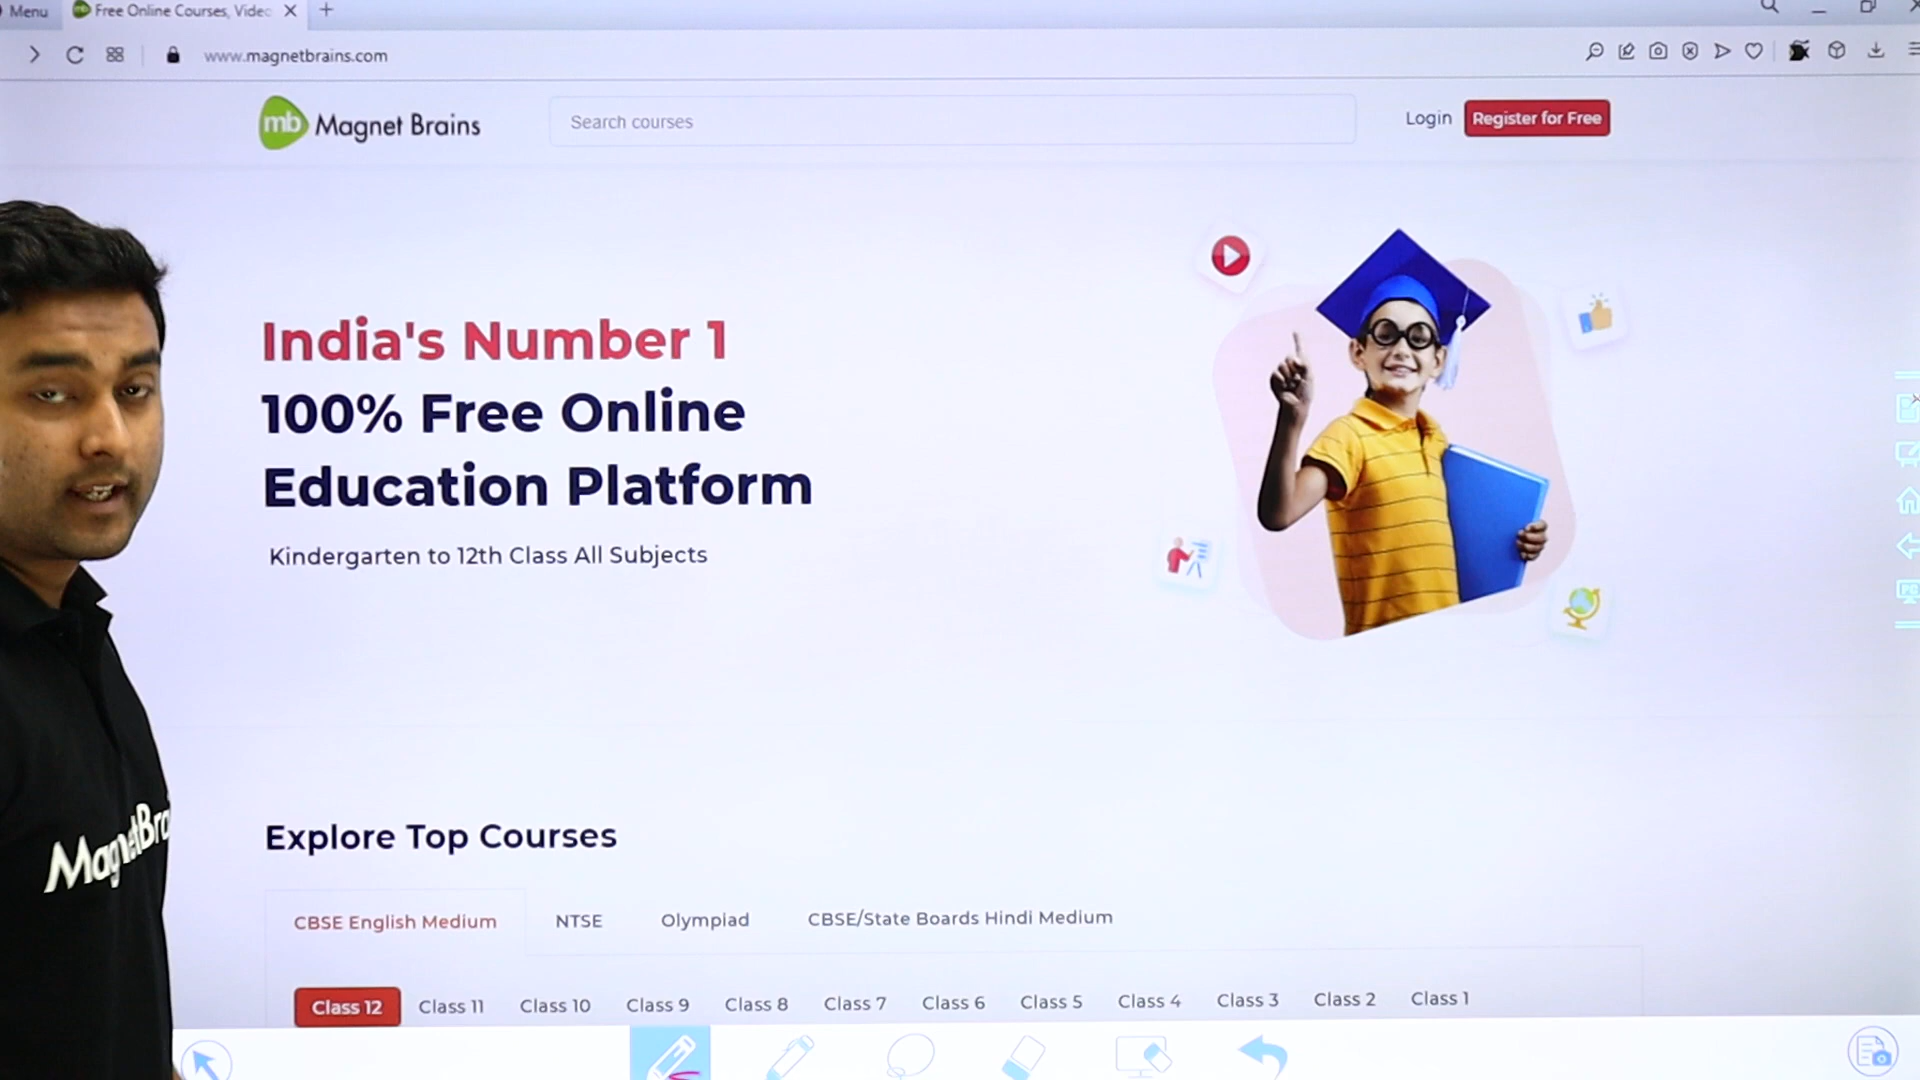 Menu
Free Online Courses, Video
www.magnetbrains.com
mb Magnet Brains
Search courses
Login
Register for Free
India's Number 1
100% Free Online
Education Platform
Kindergarten to 12th Class All Subjects
Explore Top Courses
CBSE English Medium
NTSE
Olympiad
CBSE/State Boards Hindi Medium
Class 12
Class 11
Class 10
Class 9
Class 8
Class 7
Class 6
Class 5
Class 4
Class 3
Class 2
Class 1
MagnetBra
PC